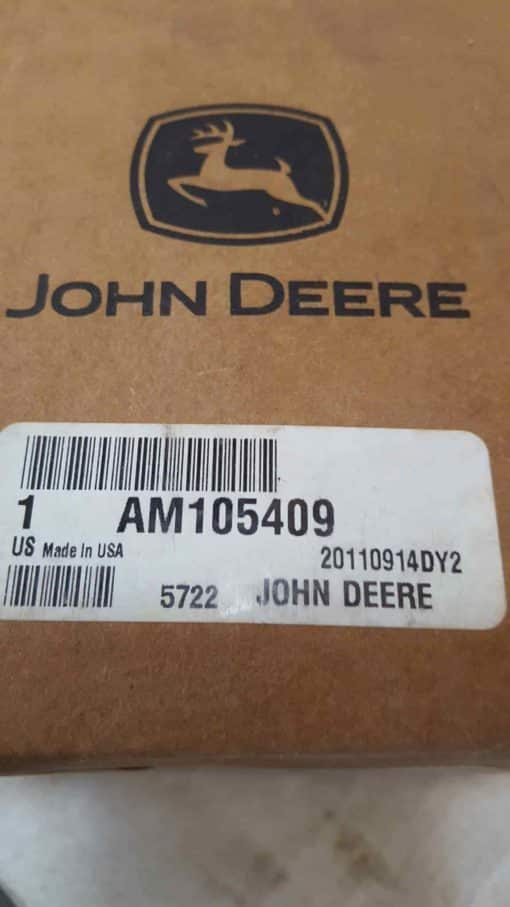 JOHN DEERE
1 AM105409
US Made In USA
20110914DY2
5722 JOHN DEERE